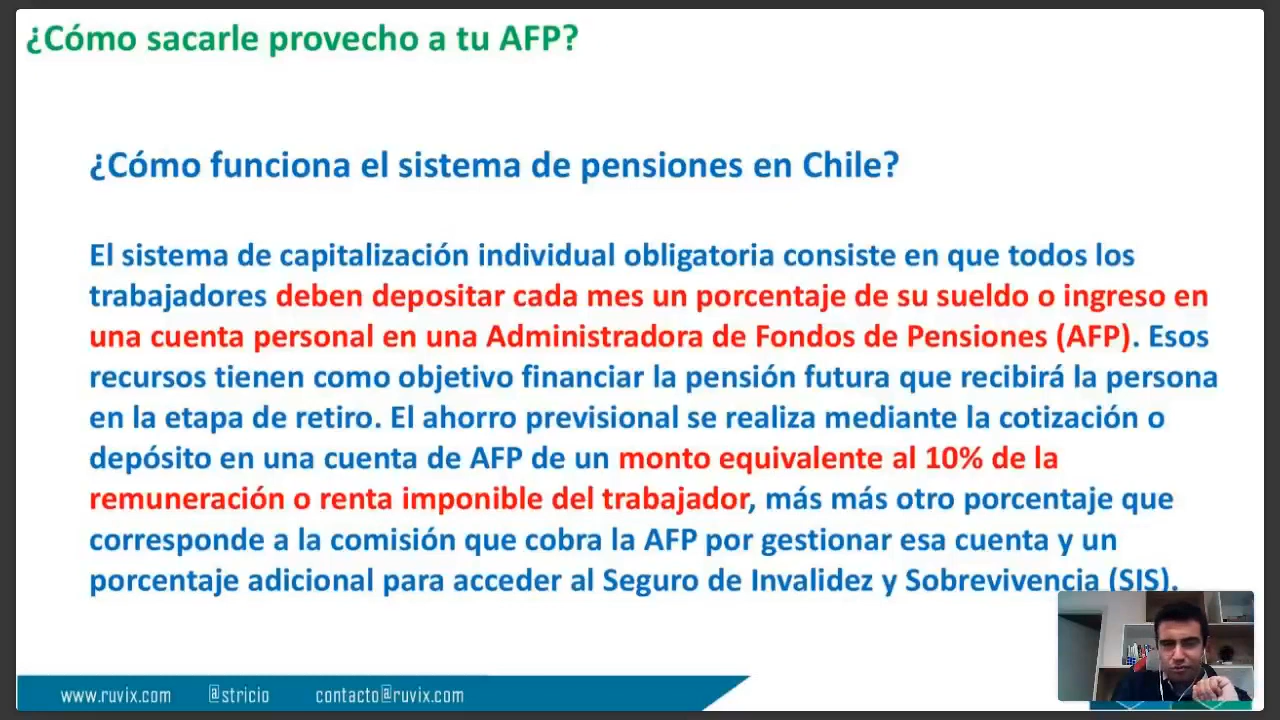 ¿Cómo sacarle provecho a tu AFP?
¿Cómo funciona el sistema de pensiones en Chile?
El sistema de capitalización individual obligatoria consiste en que todos los
trabajadores deben depositar cada mes un porcentaje de su sueldo o ingreso en
una cuenta personal en una Administradora de Fondos de Pensiones (AFP). Esos
recursos tienen como objetivo financiar la pensión futura que recibirá la persona
en la etapa de retiro. El ahorro previsional se realiza mediante la cotización o
depósito en una cuenta de AFP de un monto equivalente al 10% de la
remuneración o renta imponible del trabajador, más más otro porcentaje que
corresponde a la comisión que cobra la AFP por gestionar esa cuenta y un
porcentaje adicional para acceder al Seguro de Invalidez y Sobrevivencia (SIS).
www.ruvix.com @stricio contacto@ruvix.com